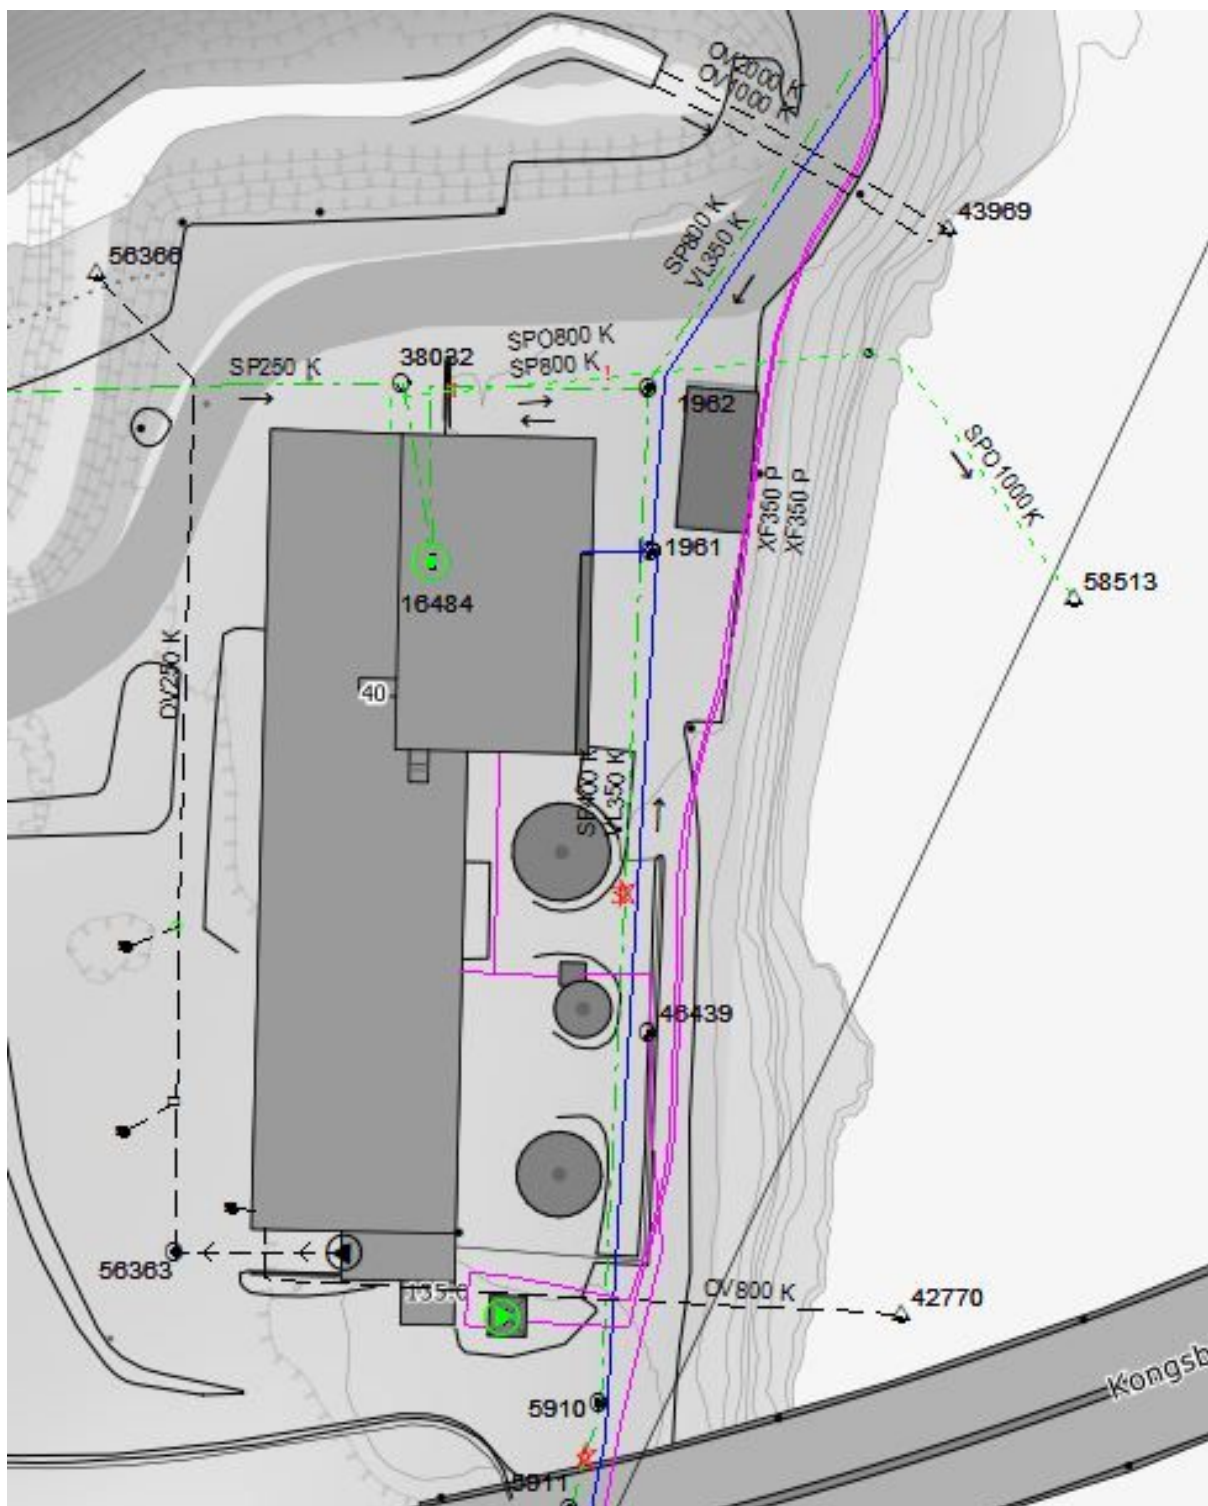 OV2000 K
OV1000 K
43969
56366
SP800 K
VL350 K
SPO800 K
SP250 K
38032
SP800 K
1962
SPO1000 K
XF350 P
XF350 P
1961
58513
16484
OV250 K
40
SP400 K
VL350 K
46439
56363
135.0
OV800 K
42770
Kongsb
5910
5911